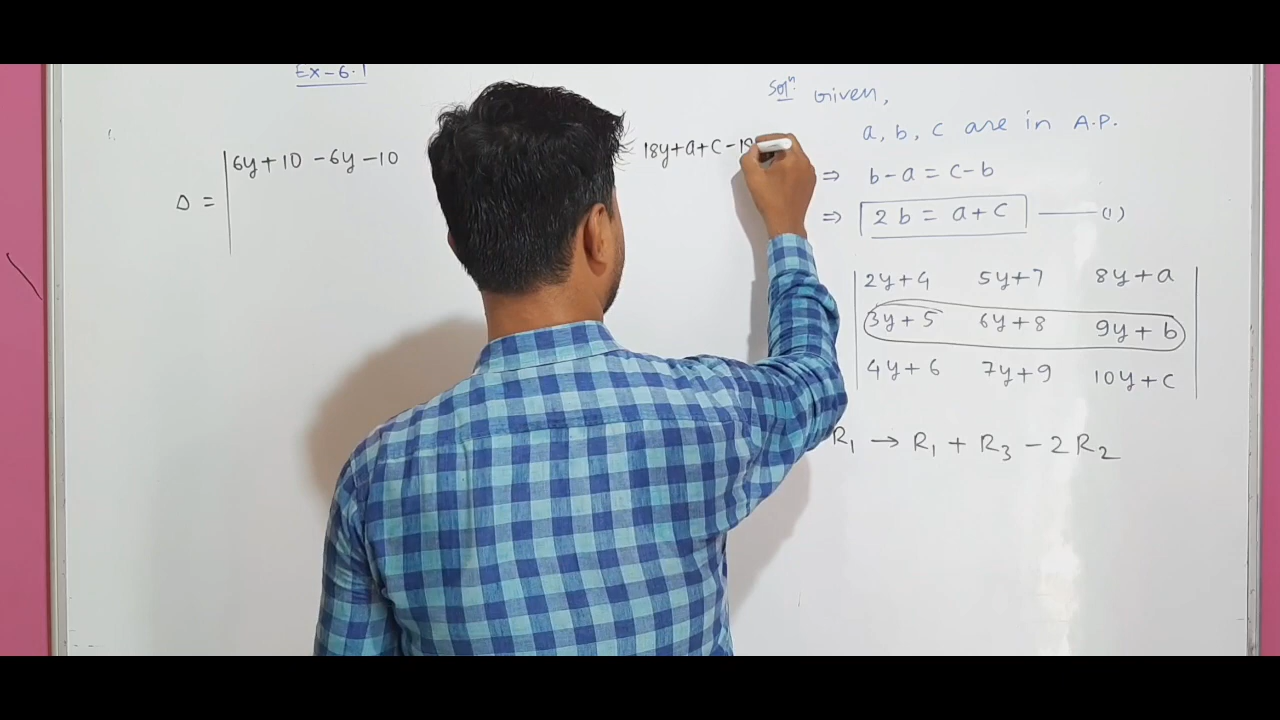 Ex-6.1
Solⁿ. Given,
a, b, c are in A.P.
⇒ b-a = c-b
⇒ 2b = a+c ——— (1)
6y+10 -6y-10 18y+a+c-18
Δ =
2y+4 5y+7 8y+a
3y+5 6y+8 9y+b
4y+6 7y+9 10y+c
R₁ → R₁ + R₃ - 2R₂